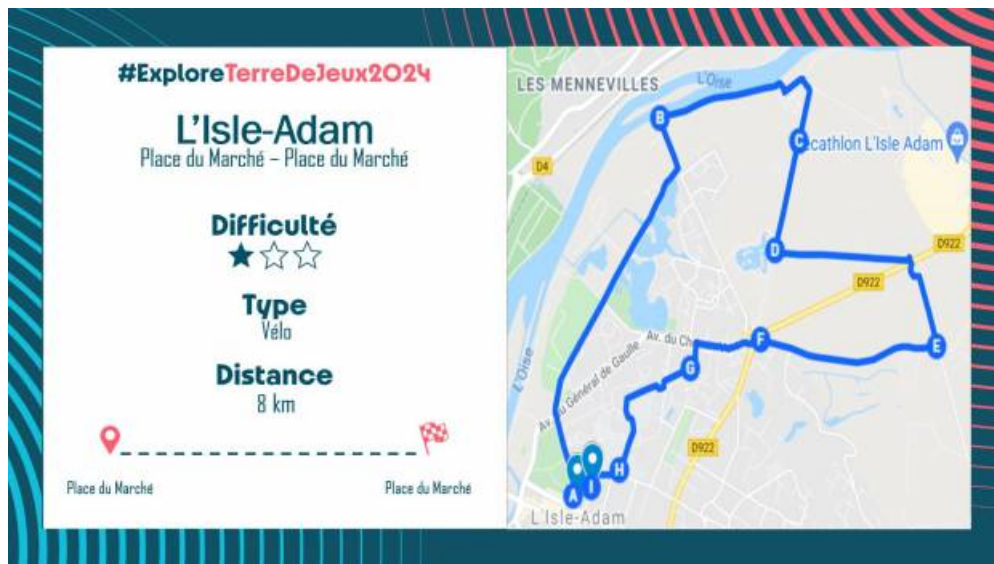 #ExploreTerreDeJeux2024
L'Isle-Adam
Place du Marché – Place du Marché
Difficulté
Type
Vélo
Distance
8 km
Place du Marché
Place du Marché
LES MENNEVILLES
L'Oise
B
C
ecathlon L'Isle Adam
D4
D
D922
D922
F
E
Av. du Ch
G
L'Oise
Av. du Général de Gaulle
D922
H
A
I
L'Isle-Adam